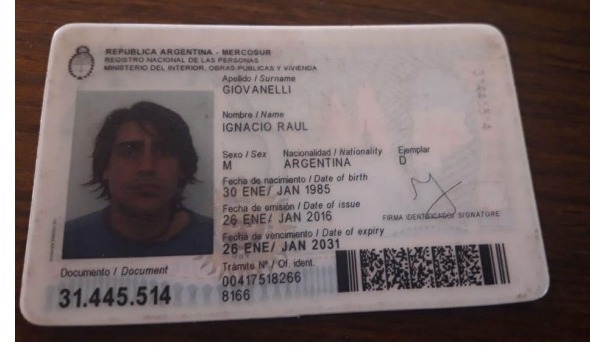 REPUBLICA ARGENTINA - MERCOSUR
REGISTRO NACIONAL DE LAS PERSONAS
MINISTERIO DEL INTERIOR, OBRAS PUBLICAS Y VIVIENDA
Apellido / Surname
GIOVANELLI
Nombre / Name
IGNACIO RAUL
Sexo / Sex Nacionalidad / Nationality Ejemplar
M ARGENTINA D
Fecha de nacimiento / Date of birth
30 ENE/ JAN 1985
Fecha de emisión / Date of issue
26 ENE/ JAN 2016
FIRMA IDENTIFICADO/ SIGNATURE
Fecha de vencimiento / Date of expiry
26 ENE/ JAN 2031
Documento / Document
31.445.514
Trámite Nº / Of. ident.
00417518266
8166